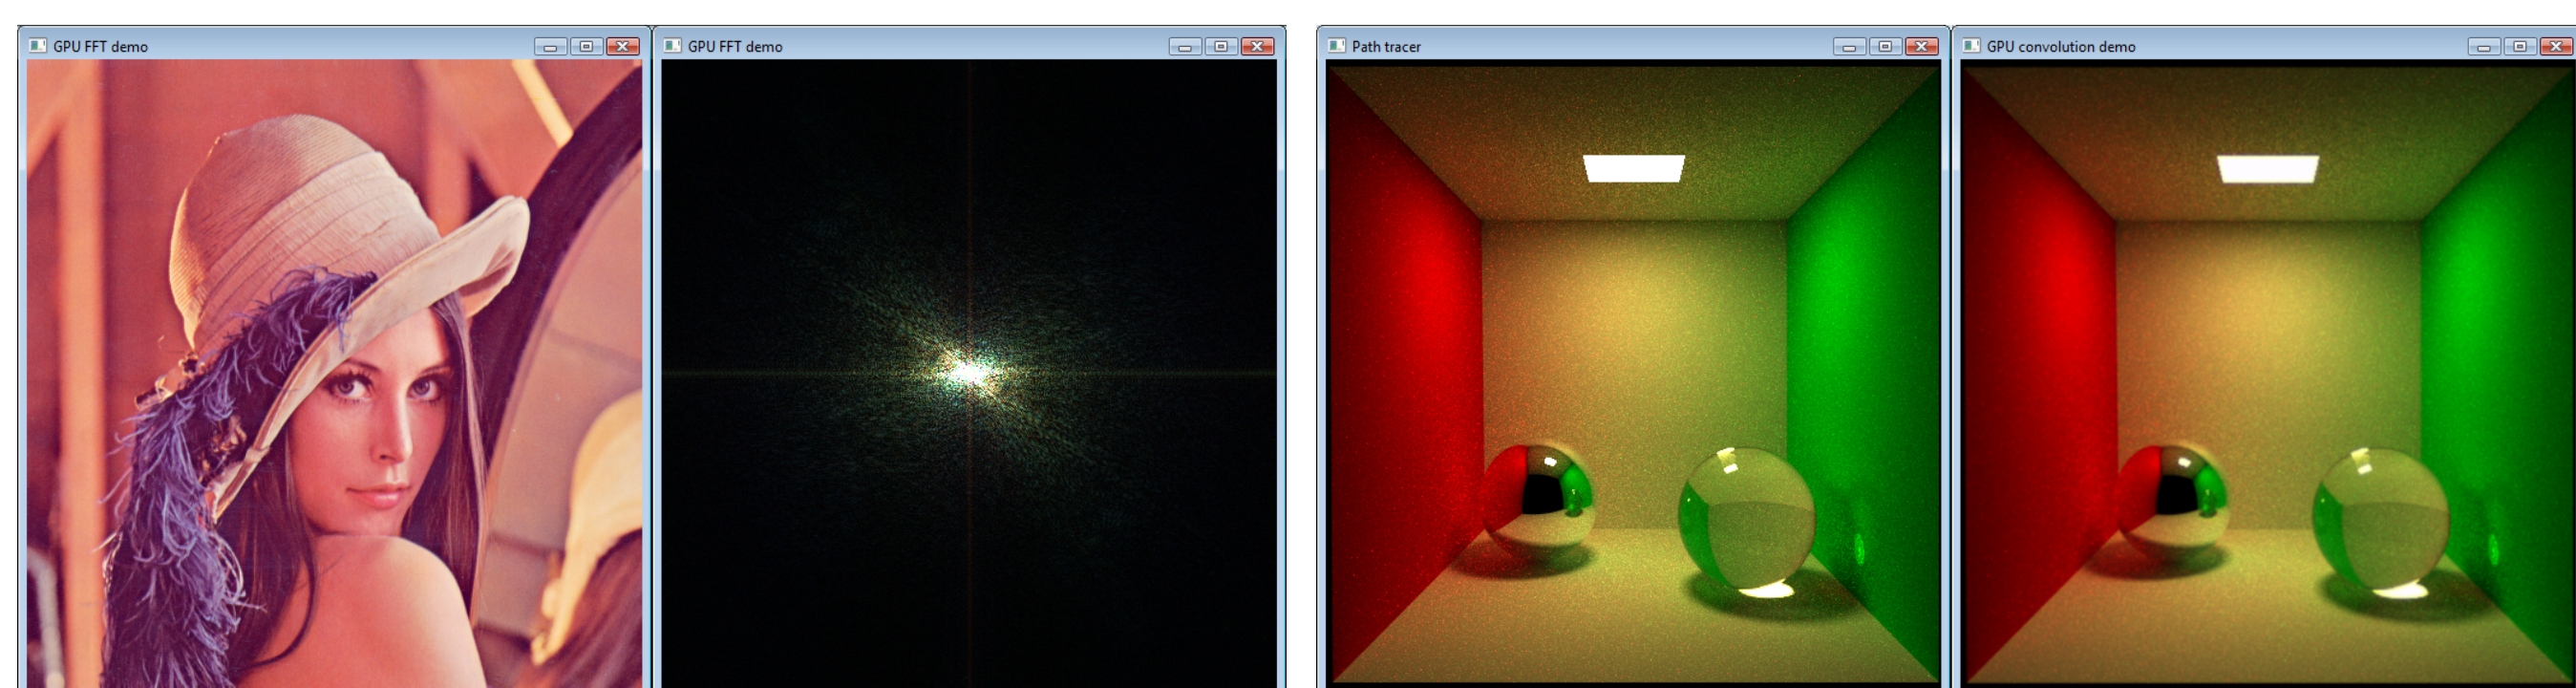 GPU FFT demo
GPU FFT demo
Path tracer
GPU convolution demo